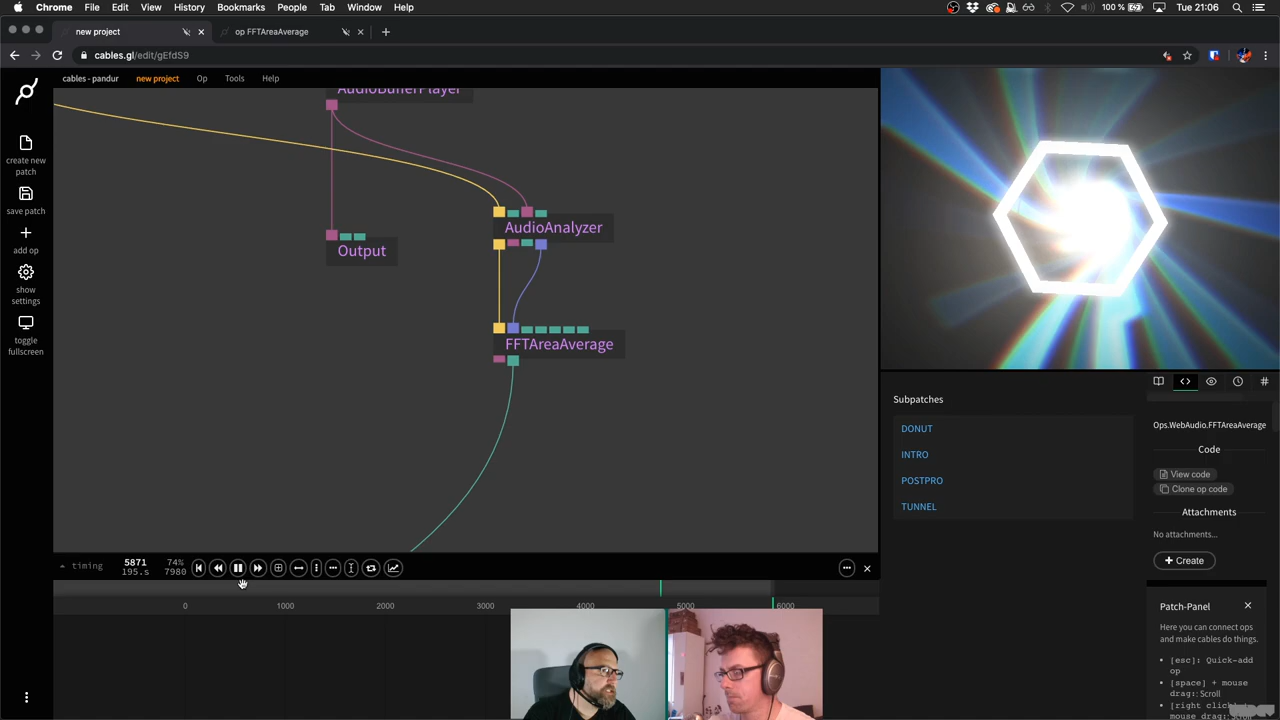 Chrome File Edit View History Bookmarks People Tab Window Help 100 % Tue 21:06
new project op FFTAreaAverage
cables.gl/edit/gEfdS9
cables - pandur new project Op Tools Help
create new
patch
save patch
add op
show
settings
toggle
fullscreen
AudioBufferPlayer
AudioAnalyzer
Output
FFTAreaAverage
Subpatches
DONUT
INTRO
POSTPRO
TUNNEL
Ops.WebAudio.FFTAreaAverage
Code
View code
Clone op code
Attachments
No attachments...
+ Create
Patch-Panel
Here you can connect ops
and make cables do things.
[esc]: Quick-add
op
[space] + mouse
drag: Scroll
timing
5871 74%
195.s 7980
0 1000 2000 3000 4000 5000 6000